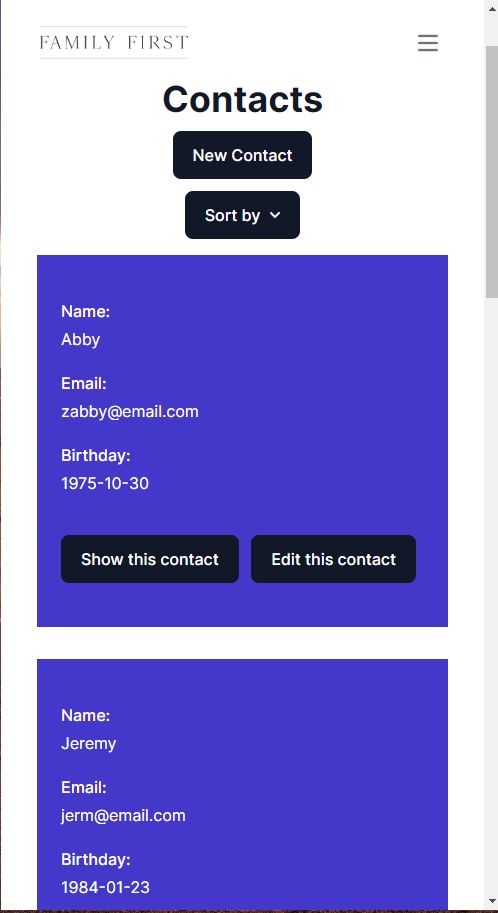 FAMILY FIRST
Contacts
New Contact
Sort by
Name:
Abby
Email:
zabby@email.com
Birthday:
1975-10-30
Show this contact
Edit this contact
Name:
Jeremy
Email:
jerm@email.com
Birthday:
1984-01-23